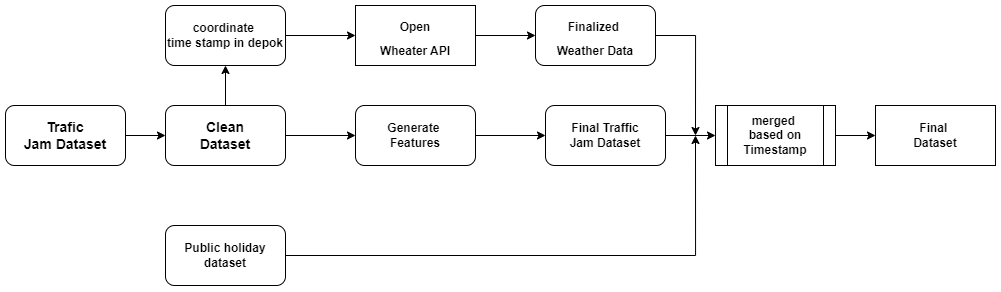 coordinate
time stamp in depok
Open
Wheater API
Finalized
Weather Data
Trafic
Jam Dataset
Clean
Dataset
Generate
Features
Final Traffic
Jam Dataset
merged
based on
Timestamp
Final
Dataset
Public holiday
dataset